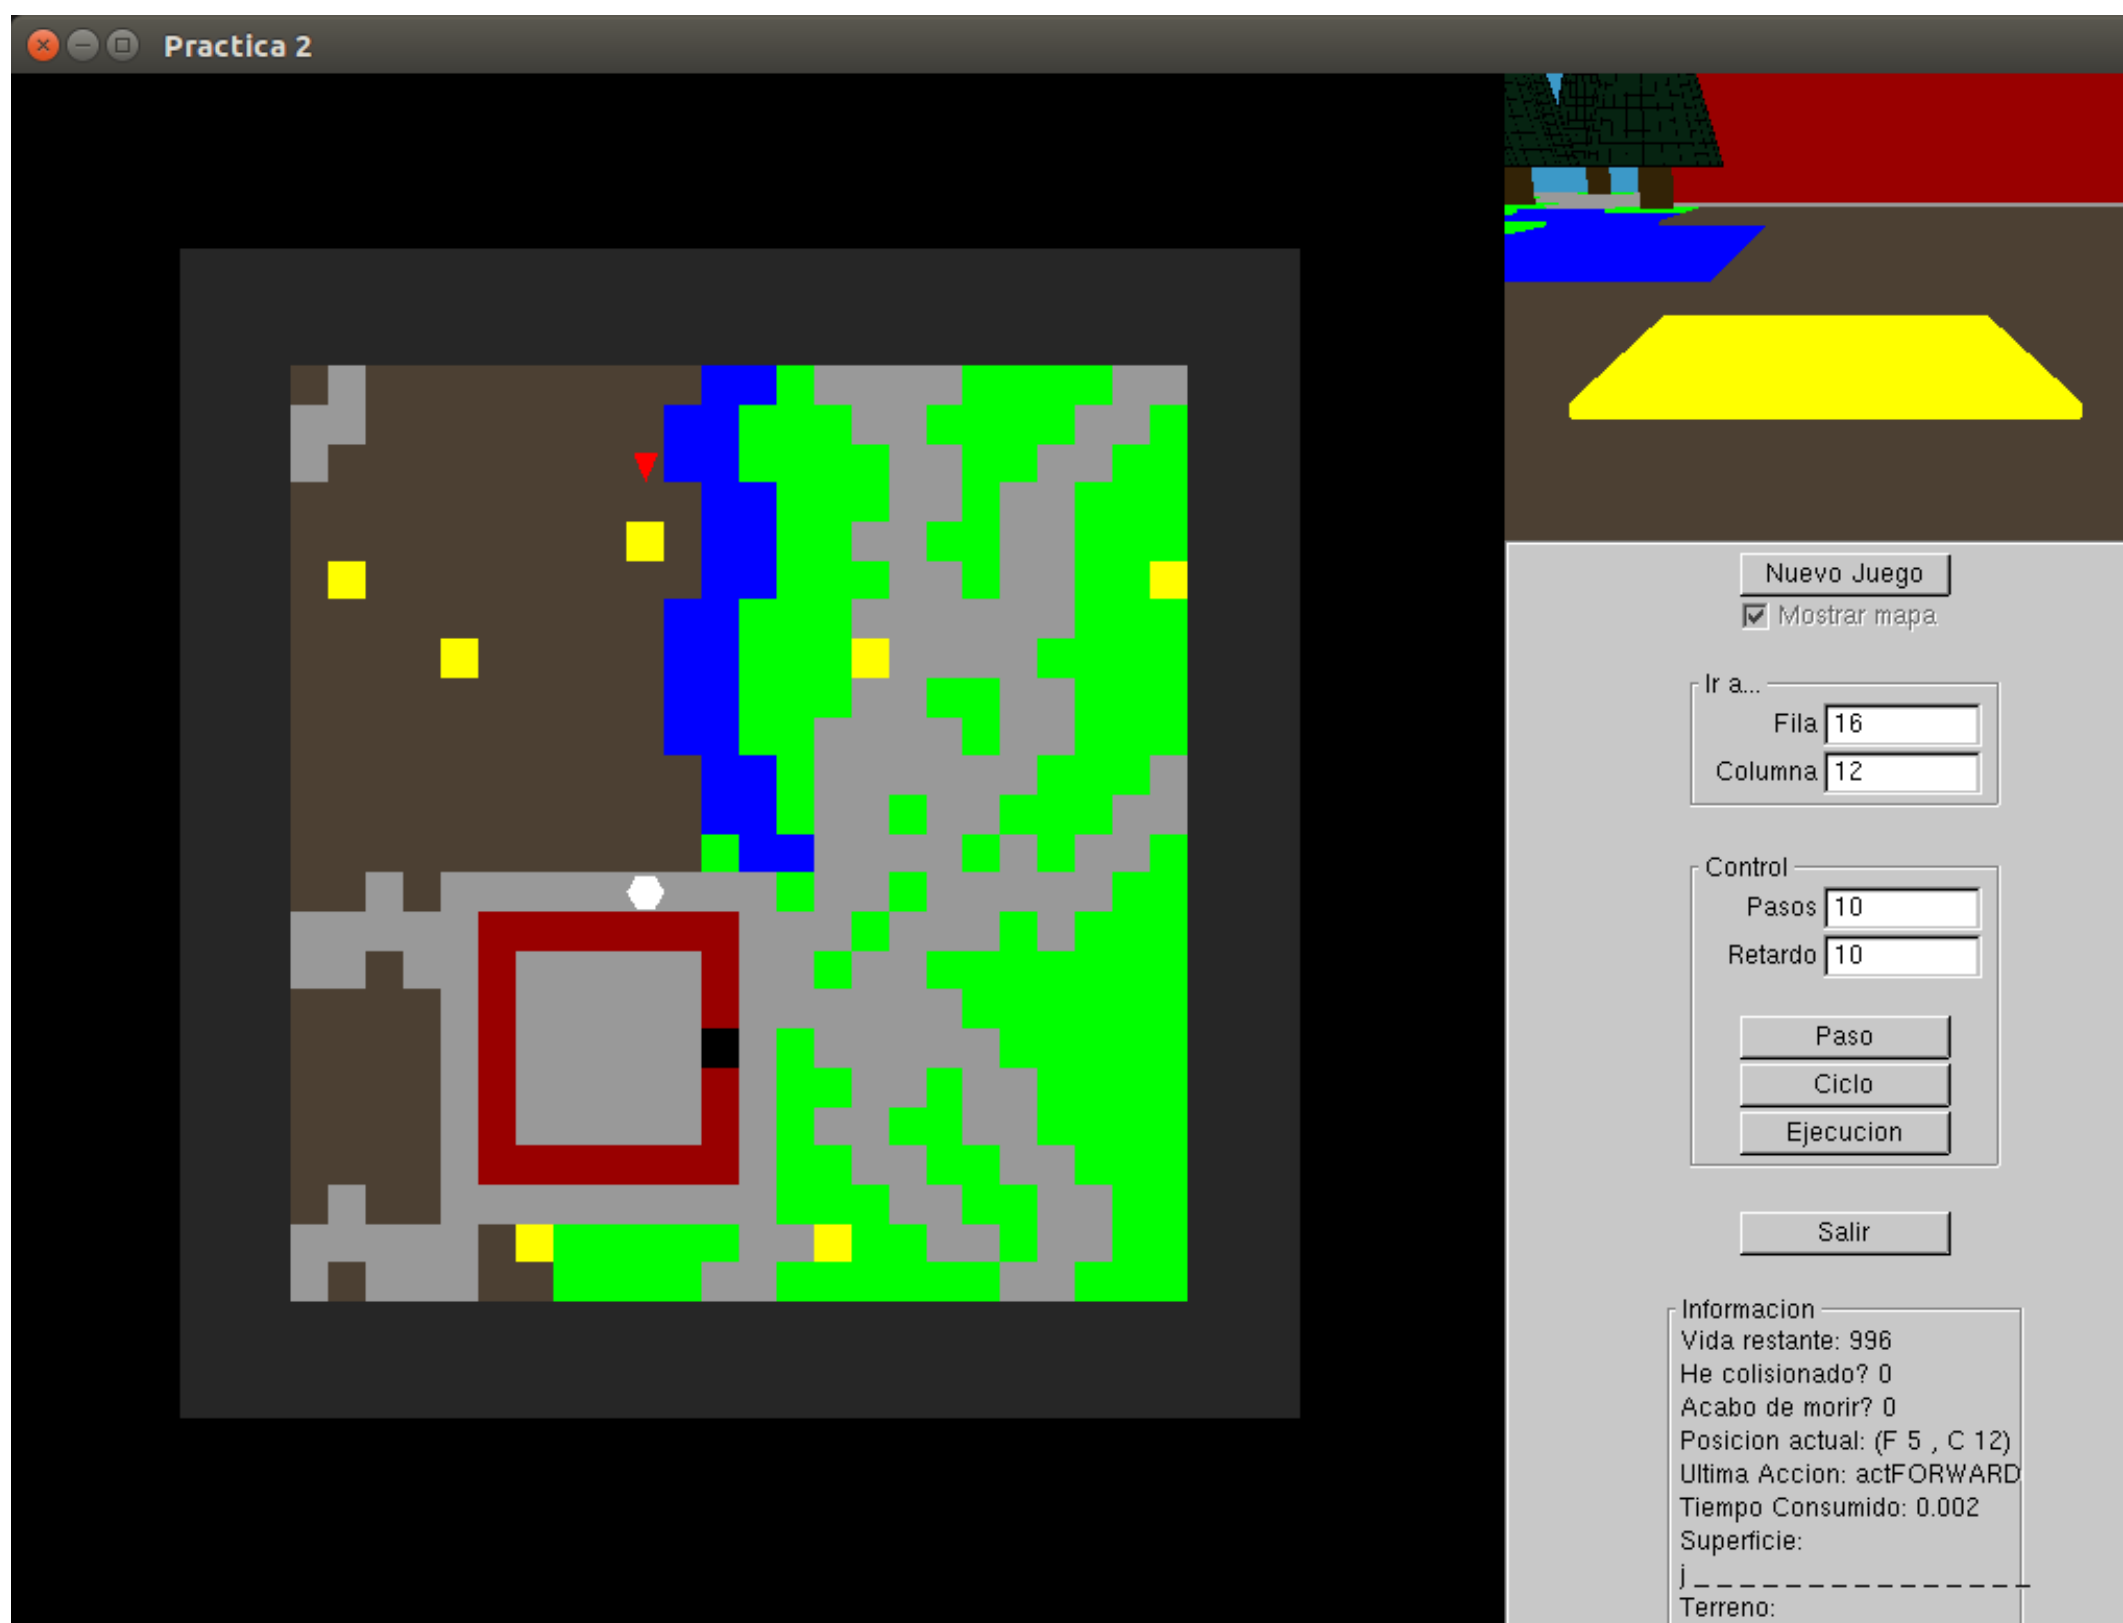 Practica 2
Nuevo Juego
Mostrar mapa
Ir a...
Fila 16
Columna 12
Control
Pasos 10
Retardo 10
Paso
Ciclo
Ejecucion
Salir
Informacion
Vida restante: 996
He colisionado? 0
Acabo de morir? 0
Posicion actual: (F 5 , C 12)
Ultima Accion: actFORWARD
Tiempo Consumido: 0.002
Superficie:
j _ _ _ _ _ _ _ _ _ _ _ _ _ _ _
Terreno: